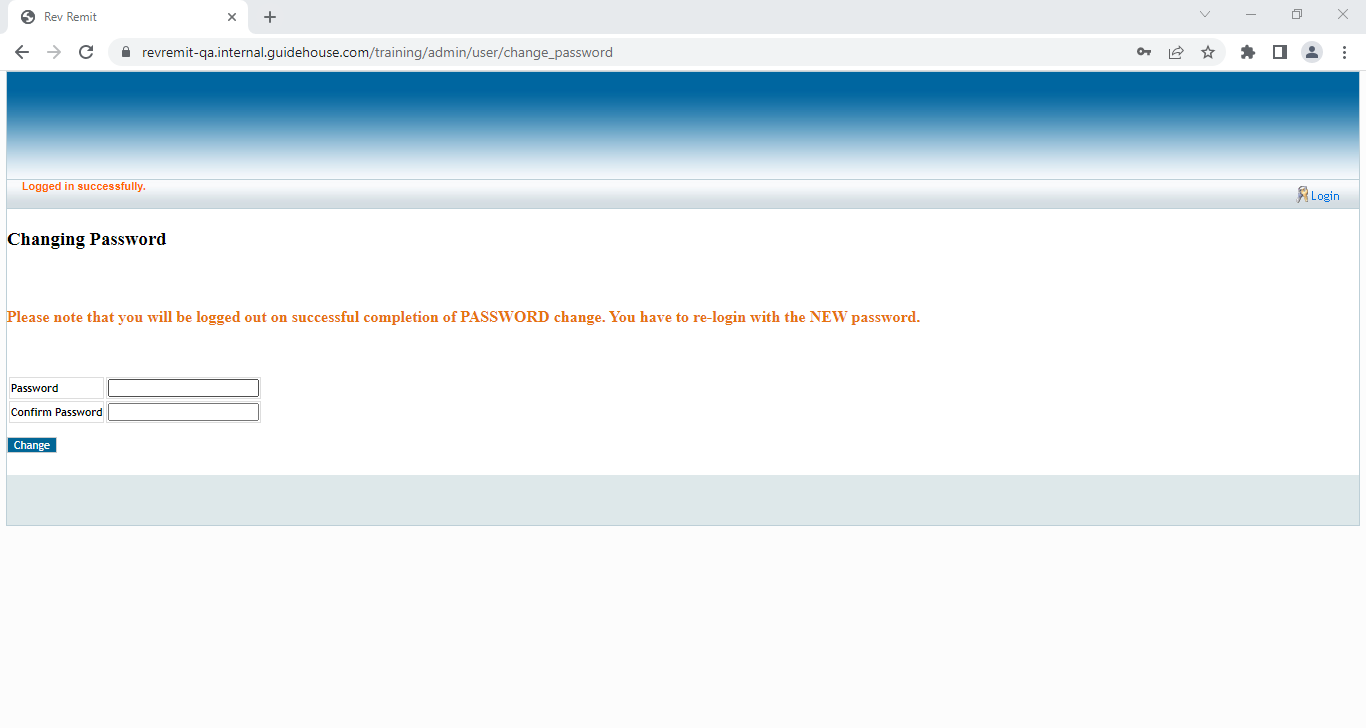 Rev Remit
revremit-qa.internal.guidehouse.com/training/admin/user/change_password
Logged in successfully.
Login
Changing Password
Please note that you will be logged out on successful completion of PASSWORD change. You have to re-login with the NEW password.
Password
Confirm Password
Change